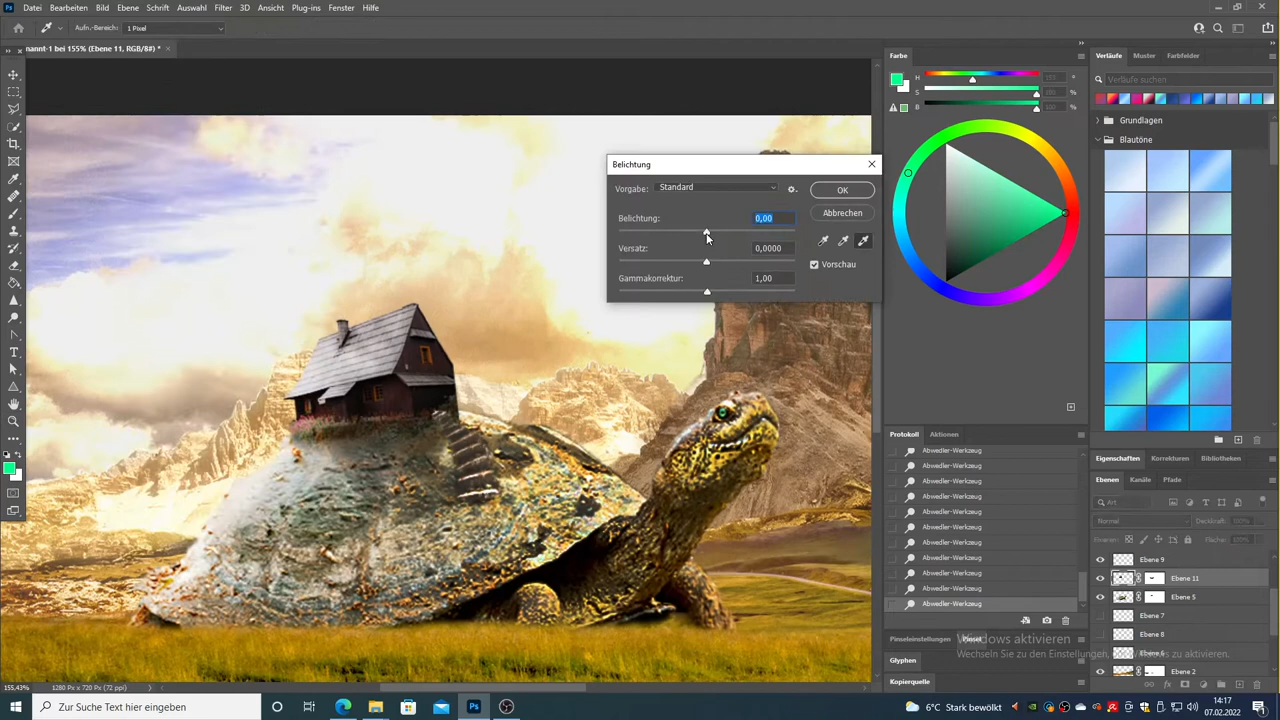 Ps Datei Bearbeiten Bild Ebene Schrift Auswahl Filter 3D Ansicht Plug-ins Fenster Hilfe
Aufn.-Bereich: 1 Pixel
nannt-1 bei 155% (Ebene 11, RGB/8#) * ×
Farbe
H °
S %
B %
Verläufe Muster Farbfelder
Verläufe suchen
Grundlagen
Blautöne
Belichtung
Vorgabe: Standard
OK
Belichtung: 0,00
Abbrechen
Versatz: 0,0000
Vorschau
Gammakorrektur: 1,00
Protokoll Aktionen
Abwedler-Werkzeug
Abwedler-Werkzeug
Abwedler-Werkzeug
Abwedler-Werkzeug
Abwedler-Werkzeug
Abwedler-Werkzeug
Abwedler-Werkzeug
Abwedler-Werkzeug
Abwedler-Werkzeug
Abwedler-Werkzeug
Abwedler-Werkzeug
Eigenschaften Korrekturen Bibliotheken
Ebenen Kanäle Pfade
Art
Normal Deckkraft: 100%
Fixieren: Fläche: 100%
Ebene 9
Ebene 11
Ebene 5
Ebene 7
Ebene 8
Ebene 2
Pinseleinstellungen Pinsel
Glyphen
Kopierquelle
Windows aktivieren
Wechseln Sie zu den Einstellungen, um Windows zu aktivieren.
155,43% 1280 Px x 720 Px (72 ppi)
Zur Suche Text hier eingeben
Ps
6°C Stark bewölkt
14:17
07.02.2022